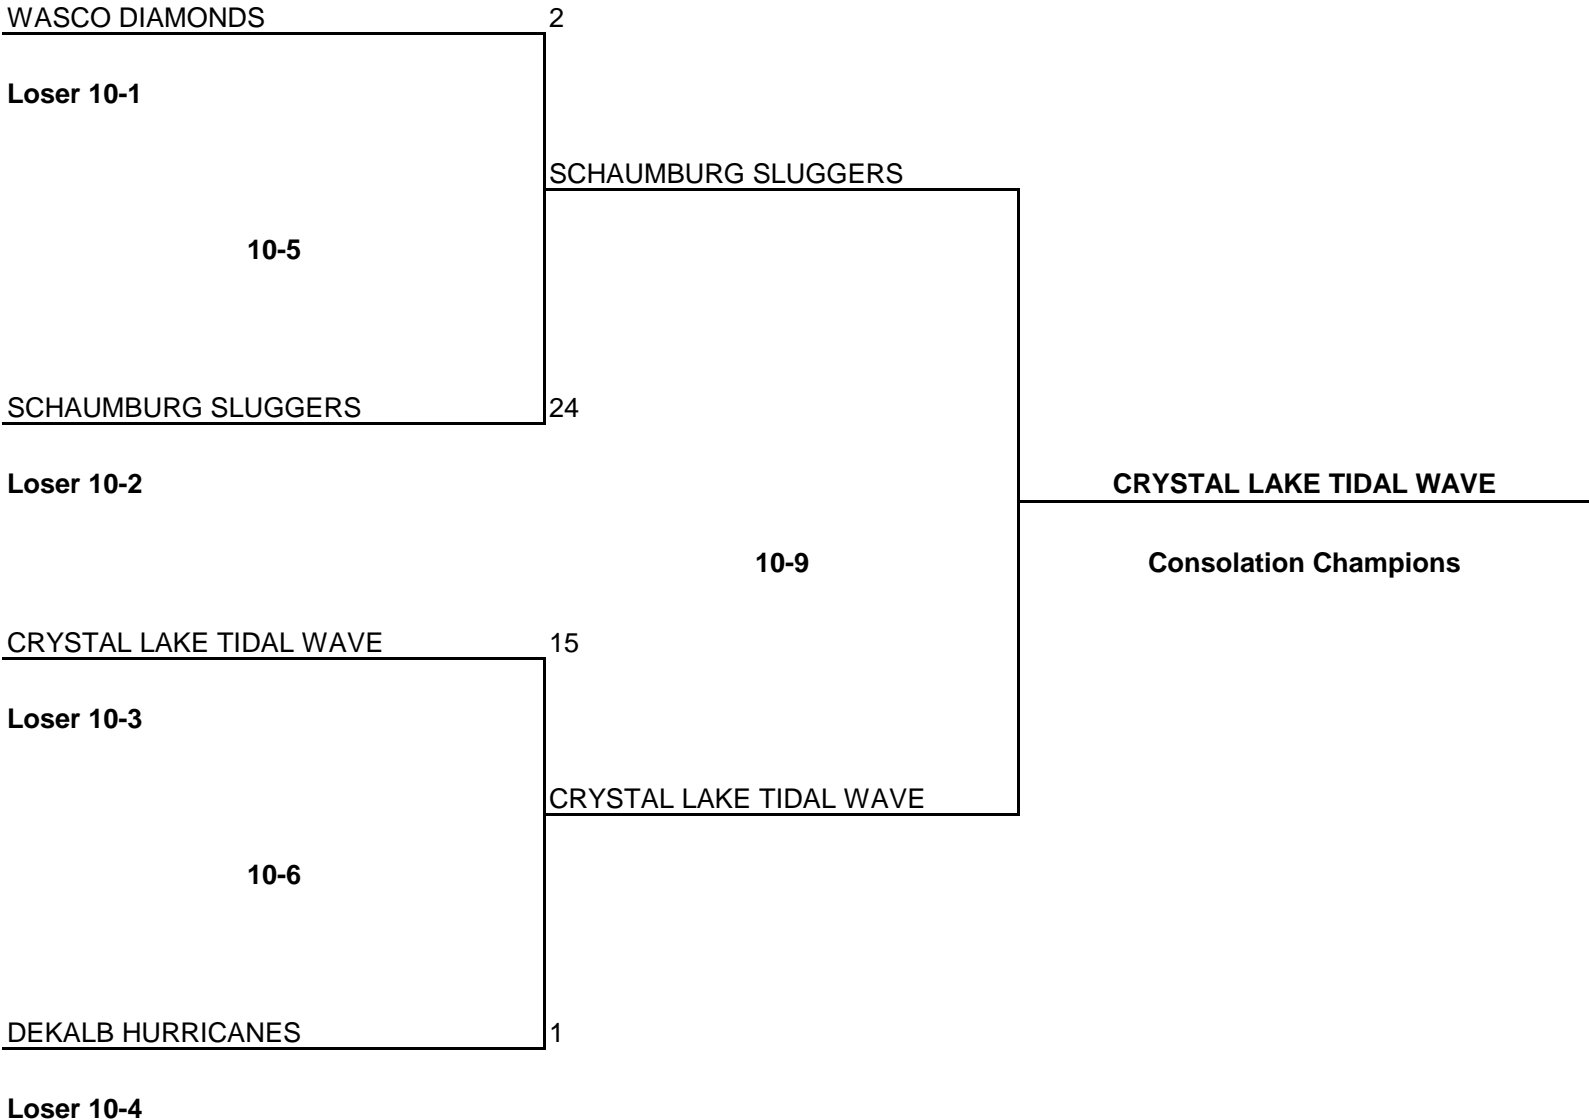 WASCO DIAMONDS 2
Loser 10-1
SCHAUMBURG SLUGGERS
10-5
SCHAUMBURG SLUGGERS 24
Loser 10-2 CRYSTAL LAKE TIDAL WAVE
10-9 Consolation Champions
CRYSTAL LAKE TIDAL WAVE 15
Loser 10-3
CRYSTAL LAKE TIDAL WAVE
10-6
DEKALB HURRICANES 1
Loser 10-4